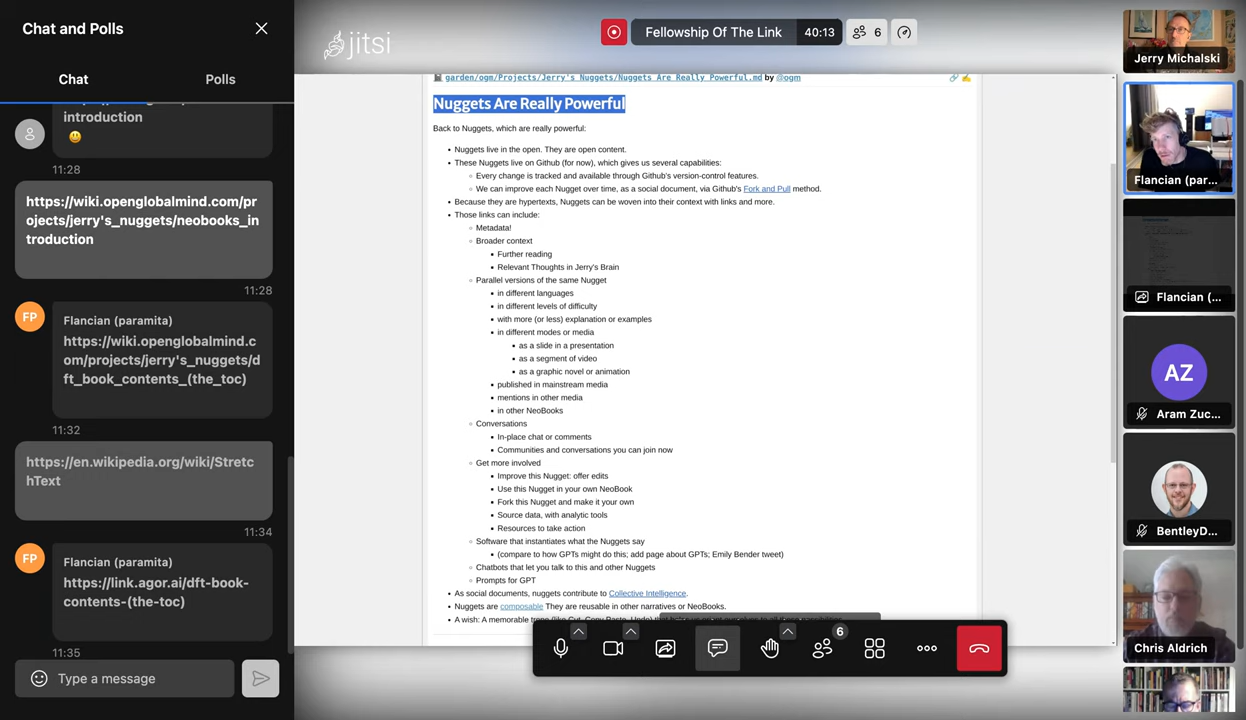 Chat and Polls
Chat
Polls
introduction
11:28
https://wiki.openglobalmind.com/pr
ojects/jerry's_nuggets/neobooks_in
troduction
11:28
FP
Flancian (paramita)
https://wiki.openglobalmind.c
om/projects/jerry's_nuggets/d
ft_book_contents_(the_toc)
11:32
https://en.wikipedia.org/wiki/Stretc
hText
11:34
FP
Flancian (paramita)
https://link.agor.ai/dft-book-
contents-(the-toc)
11:35
Type a message
jitsi
Fellowship Of The Link
40:13
6
garden/ogm/Projects/Jerry's Nuggets/Nuggets Are Really Powerful.md by @ogm
Nuggets Are Really Powerful
Back to Nuggets, which are really powerful:
• Nuggets live in the open. They are open content.
• These Nuggets live on Github (for now), which gives us several capabilities:
◦ Every change is tracked and available through Github's version-control features.
◦ We can improve each Nugget over time, as a social document, via Github's Fork and Pull method.
• Because they are hypertexts, Nuggets can be woven into their context with links and more.
• Those links can include:
◦ Metadata!
◦ Broader context
▪ Further reading
▪ Relevant Thoughts in Jerry's Brain
◦ Parallel versions of the same Nugget
▪ in different languages
▪ in different levels of difficulty
▪ with more (or less) explanation or examples
▪ in different modes or media
▪ as a slide in a presentation
▪ as a segment of video
▪ as a graphic novel or animation
▪ published in mainstream media
▪ mentions in other media
▪ in other NeoBooks
◦ Conversations
▪ In-place chat or comments
▪ Communities and conversations you can join now
◦ Get more involved
▪ Improve this Nugget: offer edits
▪ Use this Nugget in your own NeoBook
▪ Fork this Nugget and make it your own
▪ Source data, with analytic tools
▪ Resources to take action
◦ Software that instantiates what the Nuggets say
▪ (compare to how GPTs might do this; add page about GPTs; Emily Bender tweet)
◦ Chatbots that let you talk to this and other Nuggets
◦ Prompts for GPT
• As social documents, nuggets contribute to Collective Intelligence.
• Nuggets are composable They are reusable in other narratives or NeoBooks.
• A wish: A memorable
6
Jerry Michalski
Flancian (par...
Flancian (...
AZ
Aram Zuc...
BentleyD...
Chris Aldrich